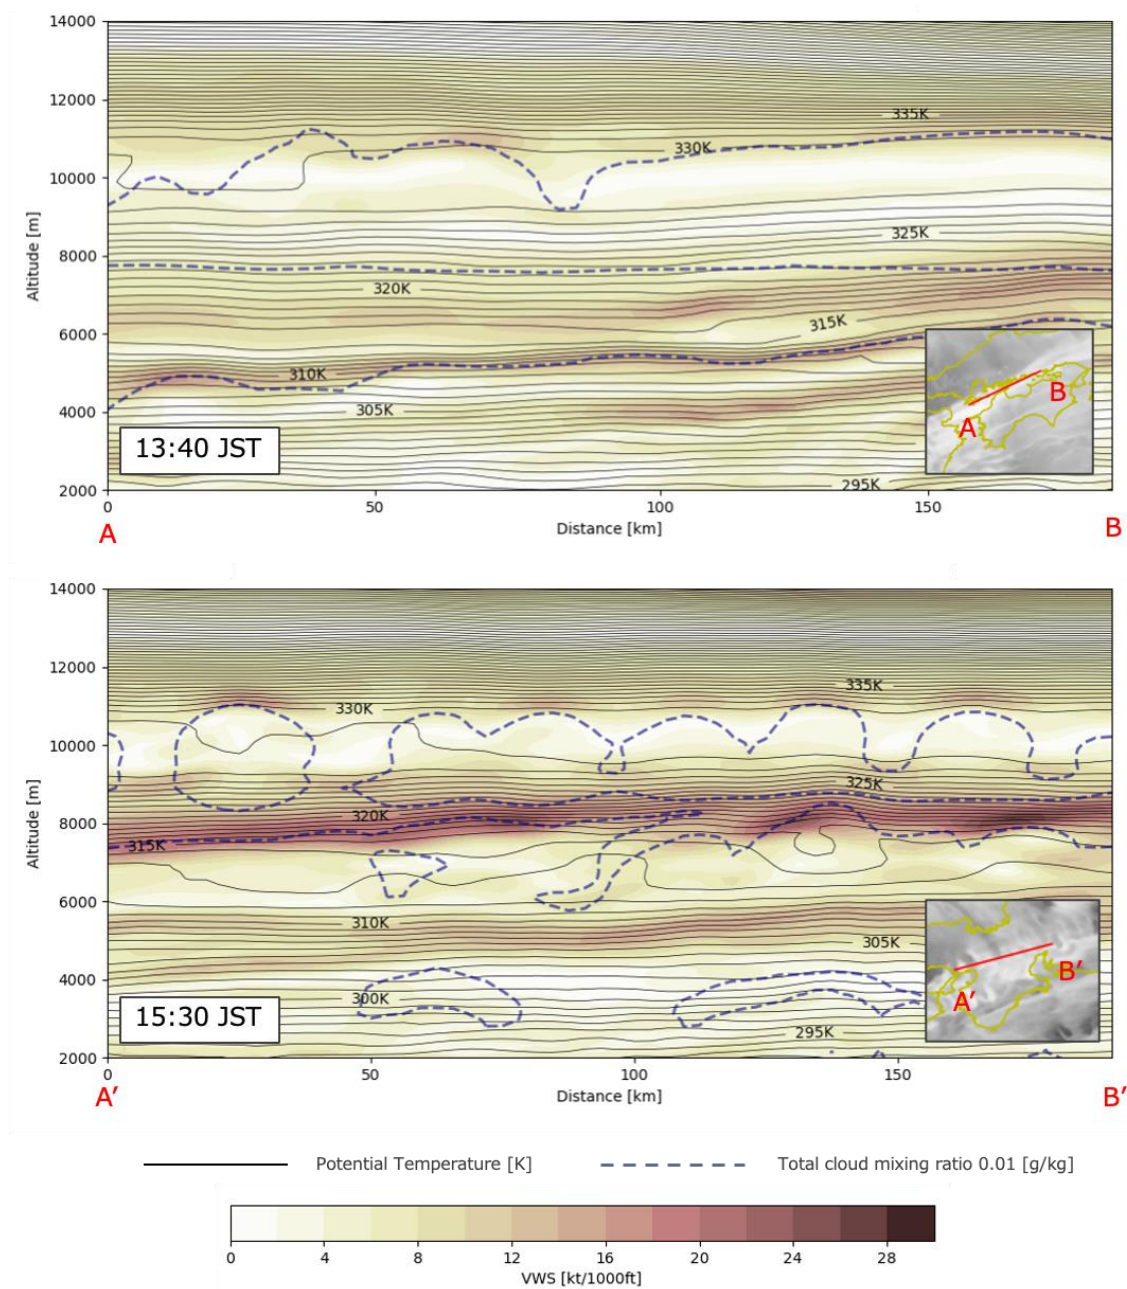 14000
12000
10000
8000
6000
4000
2000
Altitude [m]
335K
330K
325K
320K
315K
310K
305K
295K
13:40 JST
A
B
0
50
100
150
Distance [km]
A
B
14000
12000
10000
8000
6000
4000
2000
Altitude [m]
335K
330K
325K
320K
315K
310K
305K
300K
295K
15:30 JST
A’
B’
0
50
100
150
Distance [km]
A’
B’
Potential Temperature [K]
Total cloud mixing ratio 0.01 [g/kg]
0
4
8
12
16
20
24
28
VWS [kt/1000ft]